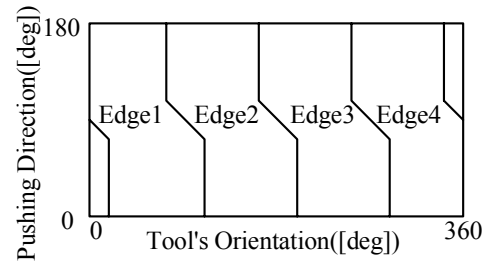 Pushing Direction([deg])
180
Edge1 Edge2 Edge3 Edge4
0
0 360
Tool's Orientation([deg])